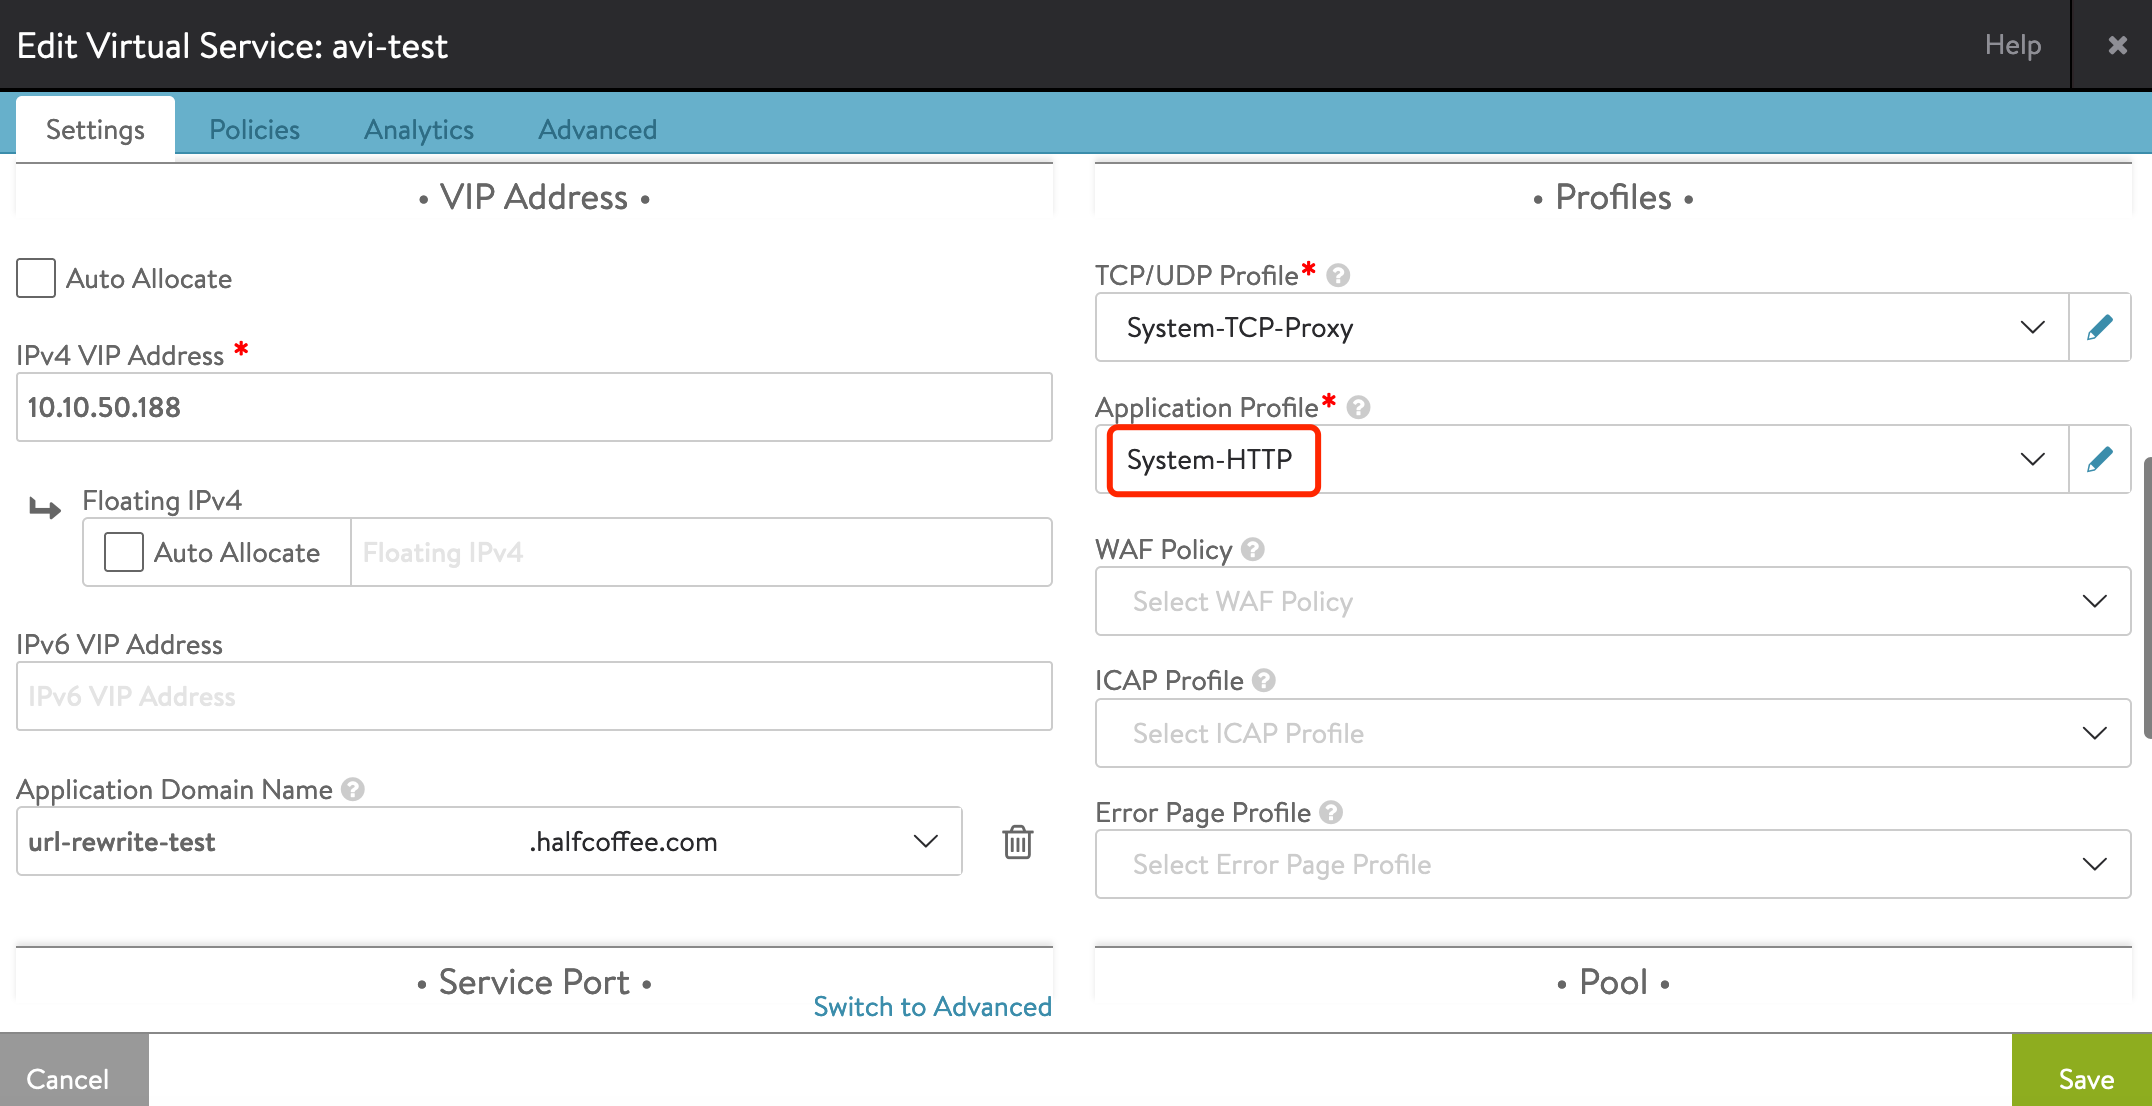 Edit Virtual Service: avi-test
Help
Settings
Policies
Analytics
Advanced
• VIP Address •
Auto Allocate
IPv4 VIP Address *
10.10.50.188
Floating IPv4
Auto Allocate
Floating IPv4
IPv6 VIP Address
IPv6 VIP Address
Application Domain Name ?
url-rewrite-test
.halfcoffee.com
• Service Port •
Switch to Advanced
• Profiles •
TCP/UDP Profile* ?
System-TCP-Proxy
Application Profile* ?
System-HTTP
WAF Policy ?
Select WAF Policy
ICAP Profile ?
Select ICAP Profile
Error Page Profile ?
Select Error Page Profile
• Pool •
Cancel
Save